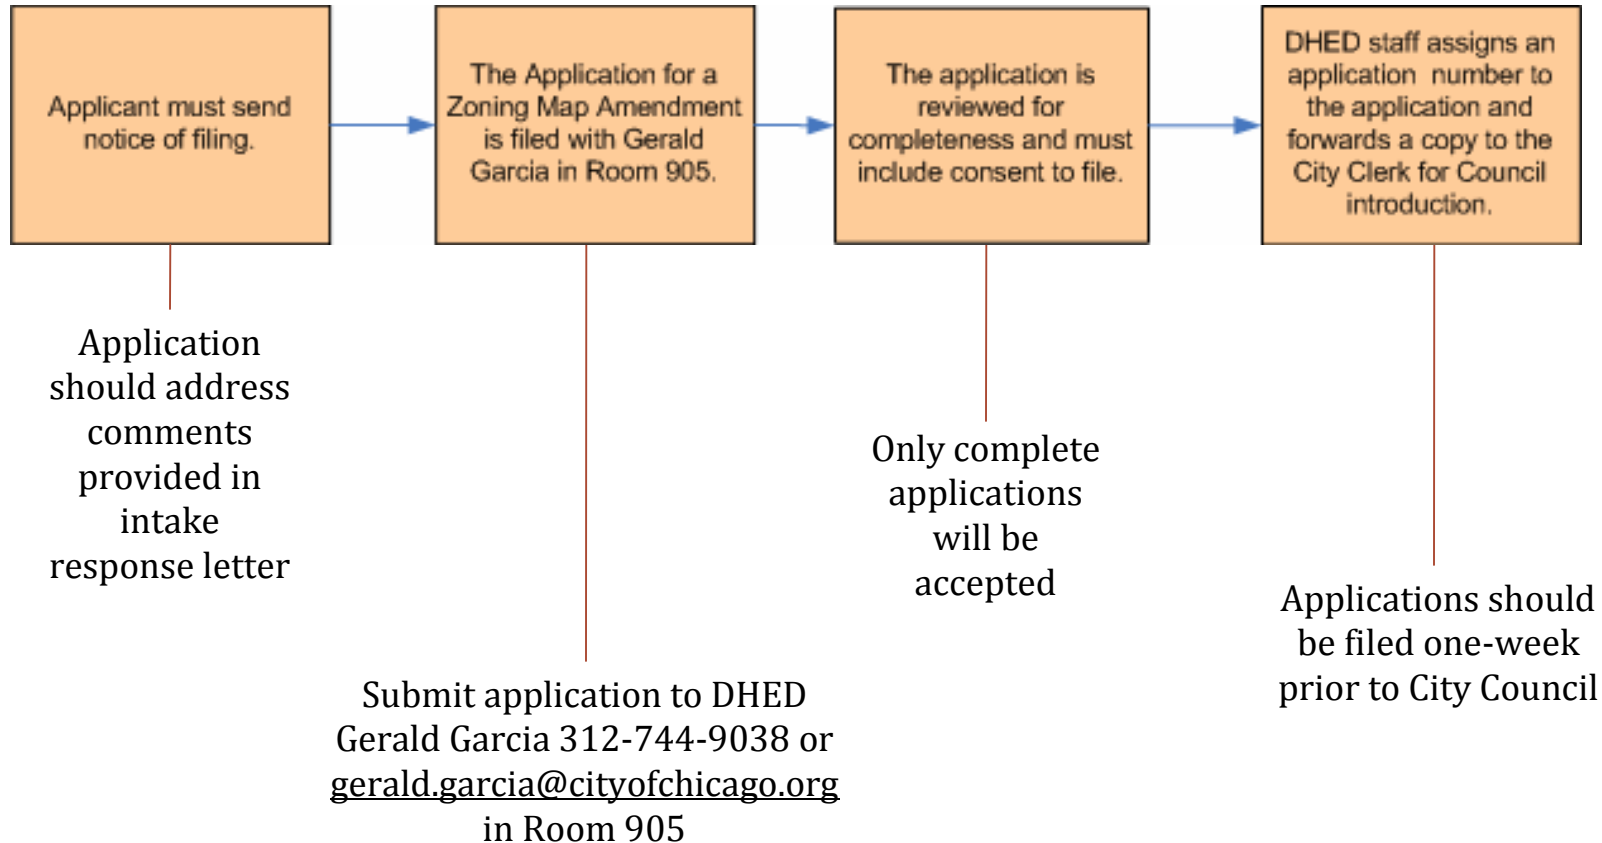 Applicant must send
notice of filing.
The Application for a
Zoning Map Amendment
is filed with Gerald
Garcia in Room 905.
The application is
reviewed for
completeness and must
include consent to file.
DHED staff assigns an
application number to
the application and
forwards a copy to the
City Clerk for Council
introduction.
Application
should address
comments
provided in
intake
response letter
Submit application to DHED
Gerald Garcia 312-744-9038 or
gerald.garcia@cityofchicago.org
in Room 905
Only complete
applications
will be
accepted
Applications should
be filed one-week
prior to City Council